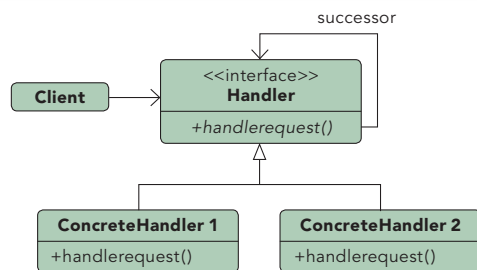 successor
<<interface>>
Handler
Client
+handlerequest()
ConcreteHandler 1
+handlerequest()
ConcreteHandler 2
+handlerequest()